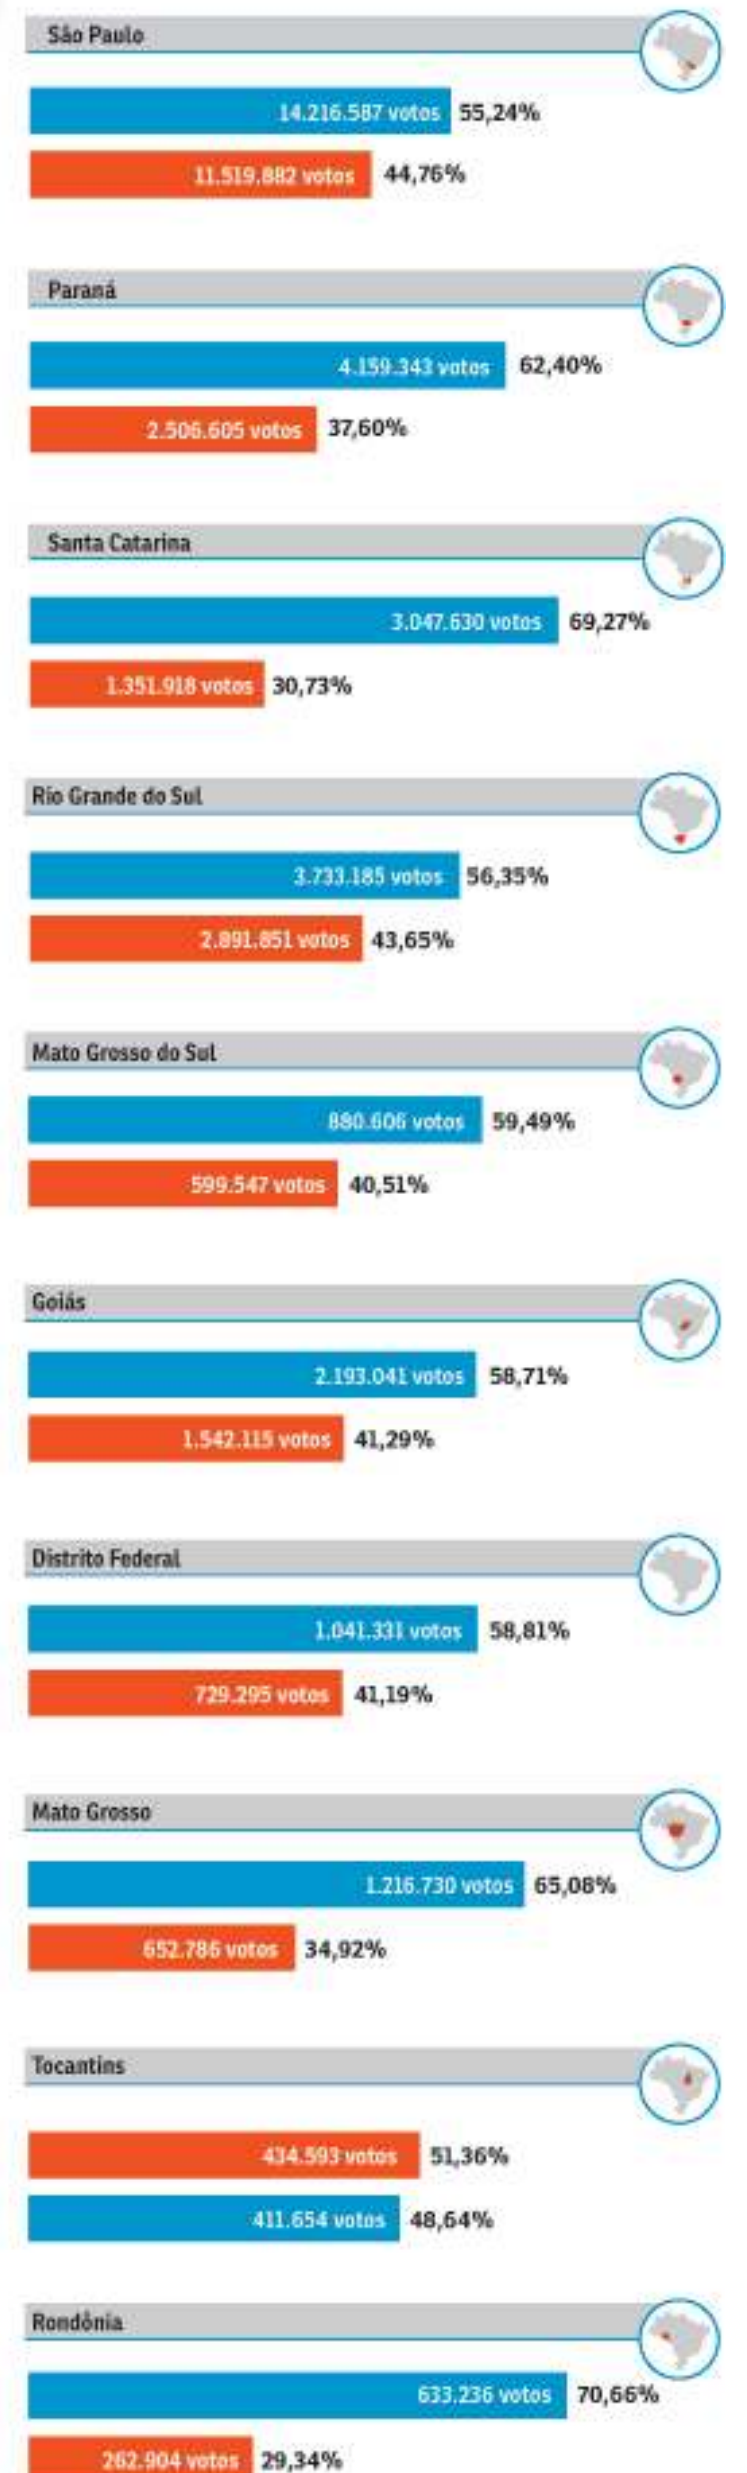 São Paulo
14.216.587 votos 55,24%
11.519.882 votos 44,76%
Paraná
4.159.343 votos 62,40%
2.506.605 votos 37,60%
Santa Catarina
3.047.630 votos 69,27%
1.351.918 votos 30,73%
Rio Grande do Sul
3.733.185 votos 56,35%
2.891.851 votos 43,65%
Mato Grosso do Sul
880.606 votos 59,49%
599.547 votos 40,51%
Goiás
2.193.041 votos 58,71%
1.542.115 votos 41,29%
Distrito Federal
1.041.331 votos 58,81%
729.295 votos 41,19%
Mato Grosso
1.216.730 votos 65,08%
652.786 votos 34,92%
Tocantins
434.593 votos 51,36%
411.654 votos 48,64%
Rondônia
633.236 votos 70,66%
262.904 votos 29,34%